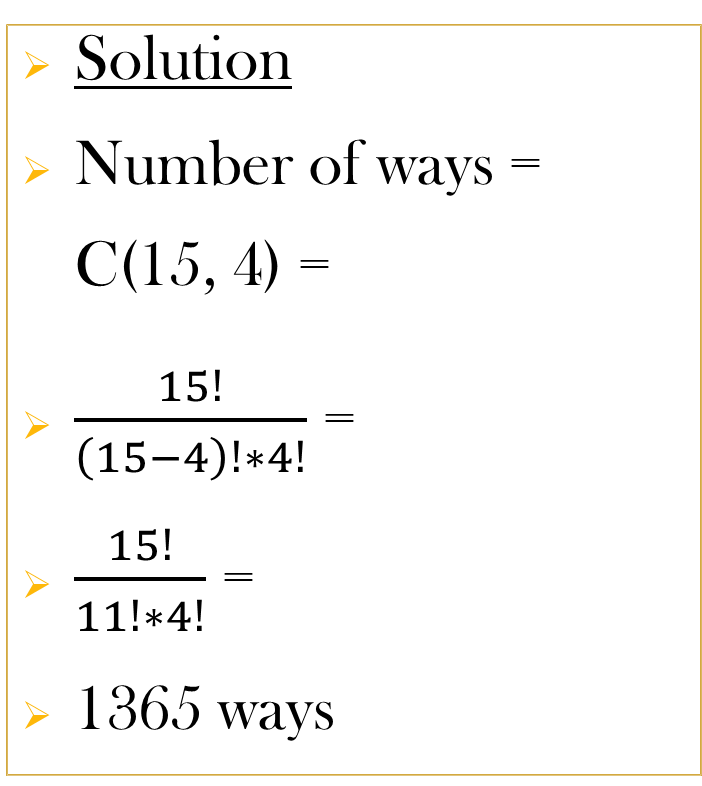 ➢ Solution
➢ Number of ways =
C(15, 4) =
➢ 15!
(15−4)!*4! =
➢ 15!
11!*4! =
➢ 1365 ways